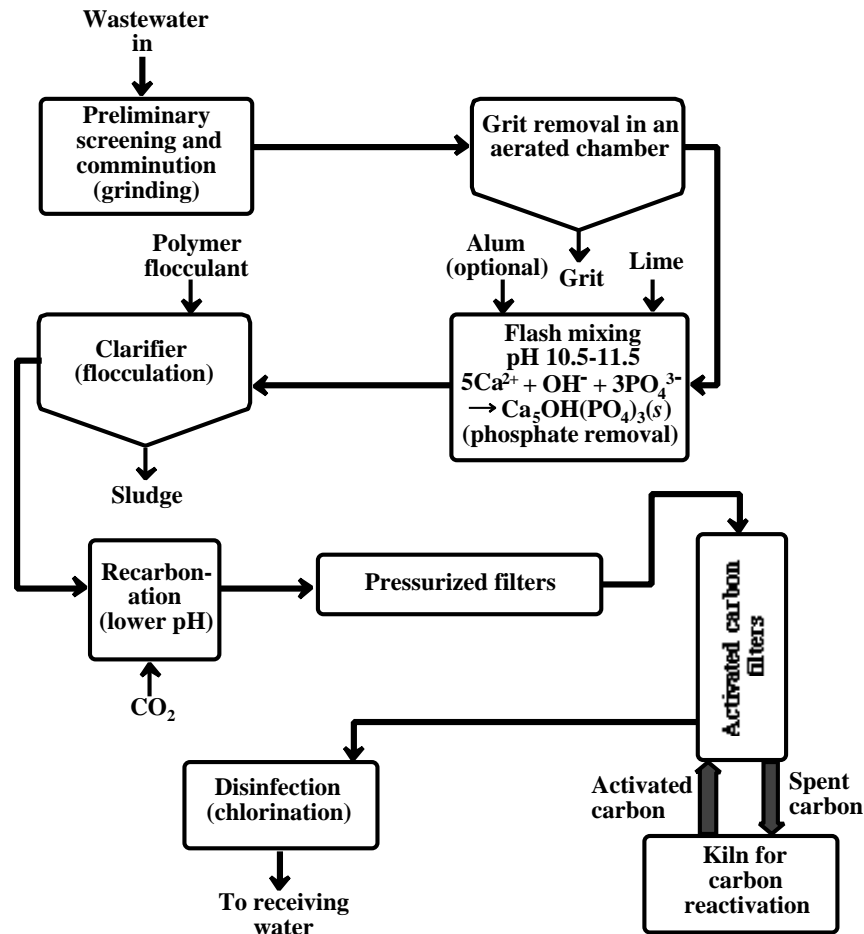 Wastewater
in
Preliminary
screening and
comminution
(grinding)
Grit removal in an
aerated chamber
Grit
Alum
(optional)
Lime
Flash mixing
pH 10.5-11.5
5Ca²⁺ + OH⁻ + 3PO₄³⁻
→ Ca₅OH(PO₄)₃(s)
(phosphate removal)
Polymer
flocculant
Clarifier
(flocculation)
Sludge
Recarbon-
ation
(lower pH)
CO₂
Pressurized filters
Activated carbon
filters
Activated
carbon
Spent
carbon
Kiln for
carbon
reactivation
Disinfection
(chlorination)
To receiving
water